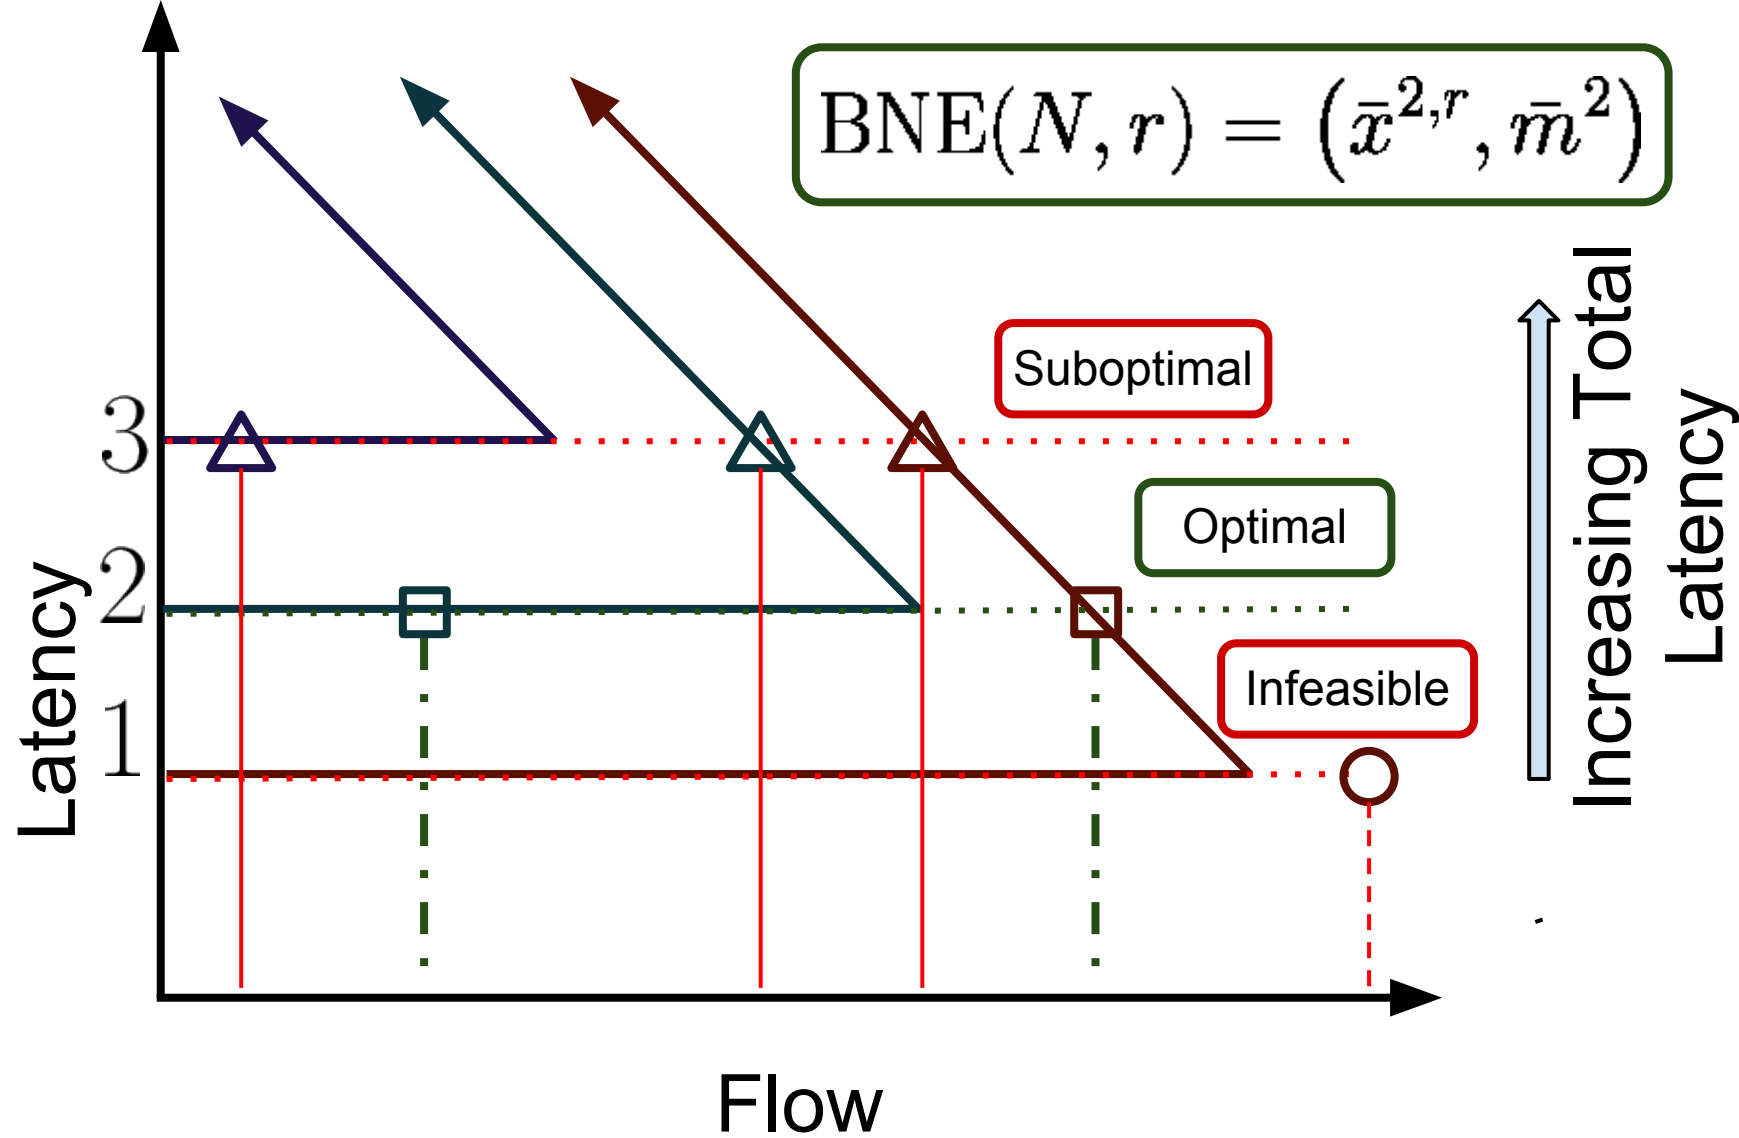 BNE(N, r) = (x̄^{2,r}, m̄^2)
Suboptimal
3
Optimal
2
Infeasible
1
Latency
Increasing Total
Latency
Flow